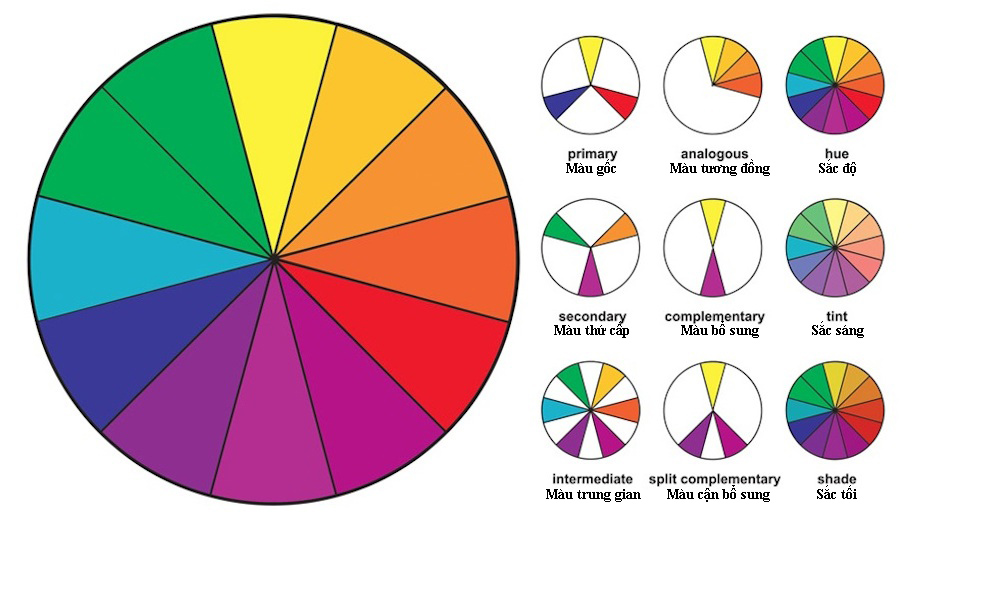 primary
Màu gốc
analogous
Màu tương đồng
hue
Sắc độ
secondary
Màu thứ cấp
complementary
Màu bổ sung
tint
Sắc sáng
intermediate
Màu trung gian
split complementary
Màu cận bổ sung
shade
Sắc tối